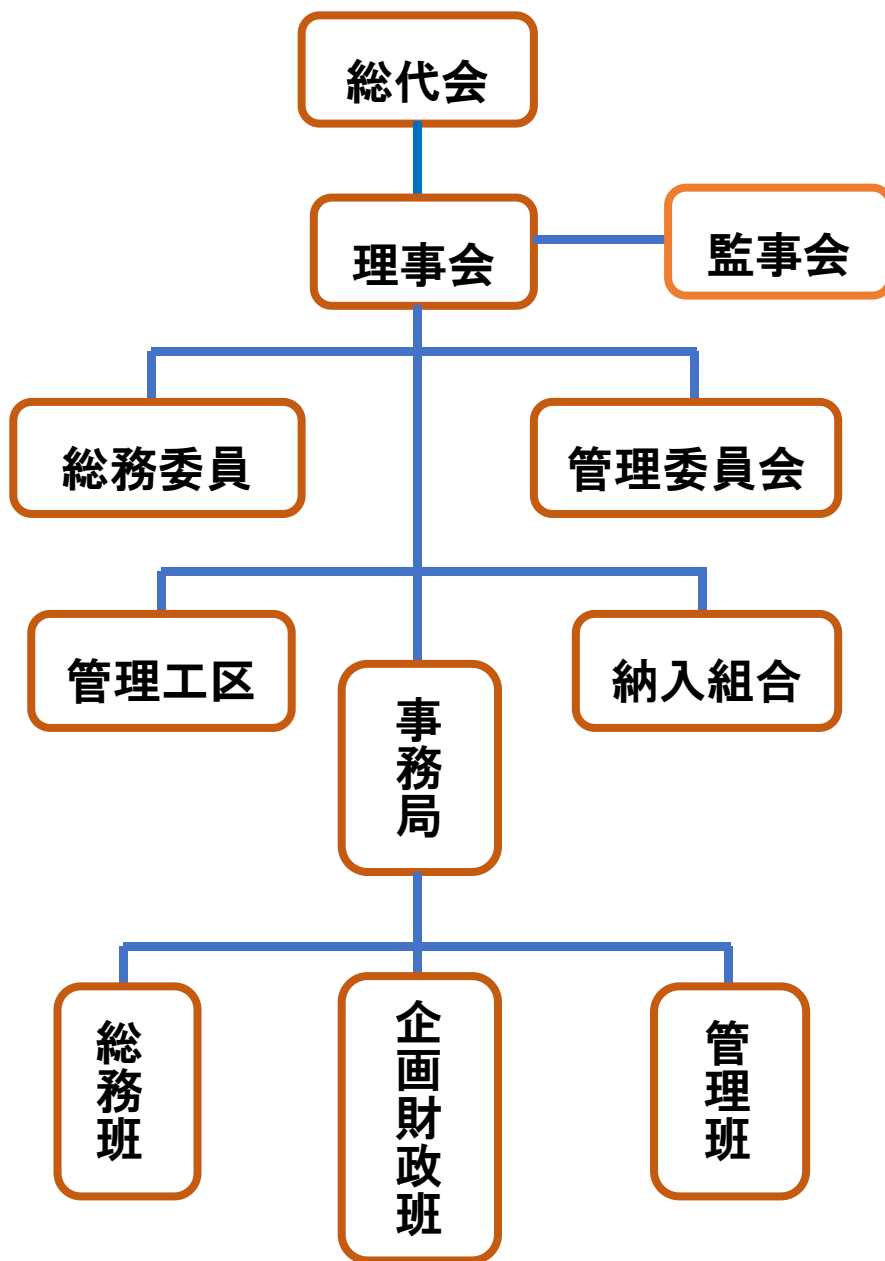 総代会
理事会
監事会
総務委員
管理委員会
管理工区
納入組合
事務局
総務班
企画財政班
管理班